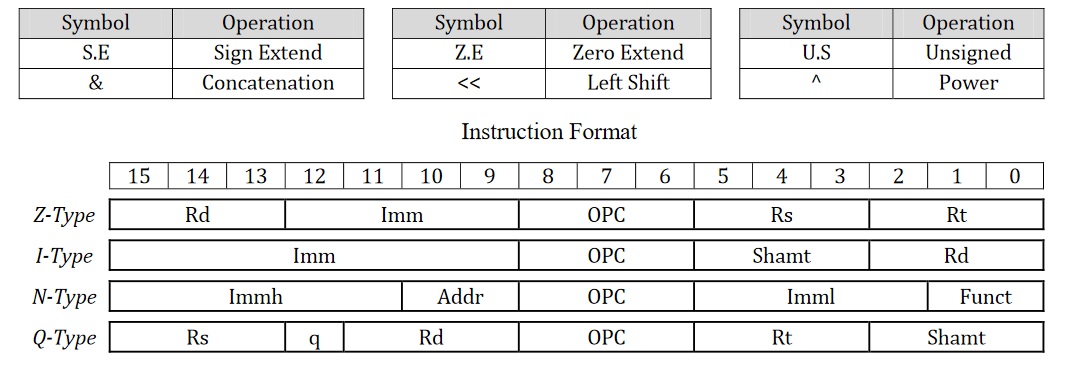 Symbol Operation Symbol Operation Symbol Operation
S.E Sign Extend Z.E Zero Extend U.S Unsigned
& Concatenation << Left Shift ^ Power
Instruction Format
15 14 13 12 11 10 9 8 7 6 5 4 3 2 1 0
Z-Type Rd Imm OPC Rs Rt
I-Type Imm OPC Shamt Rd
N-Type Immh Addr OPC Imml Funct
Q-Type Rs q Rd OPC Rt Shamt